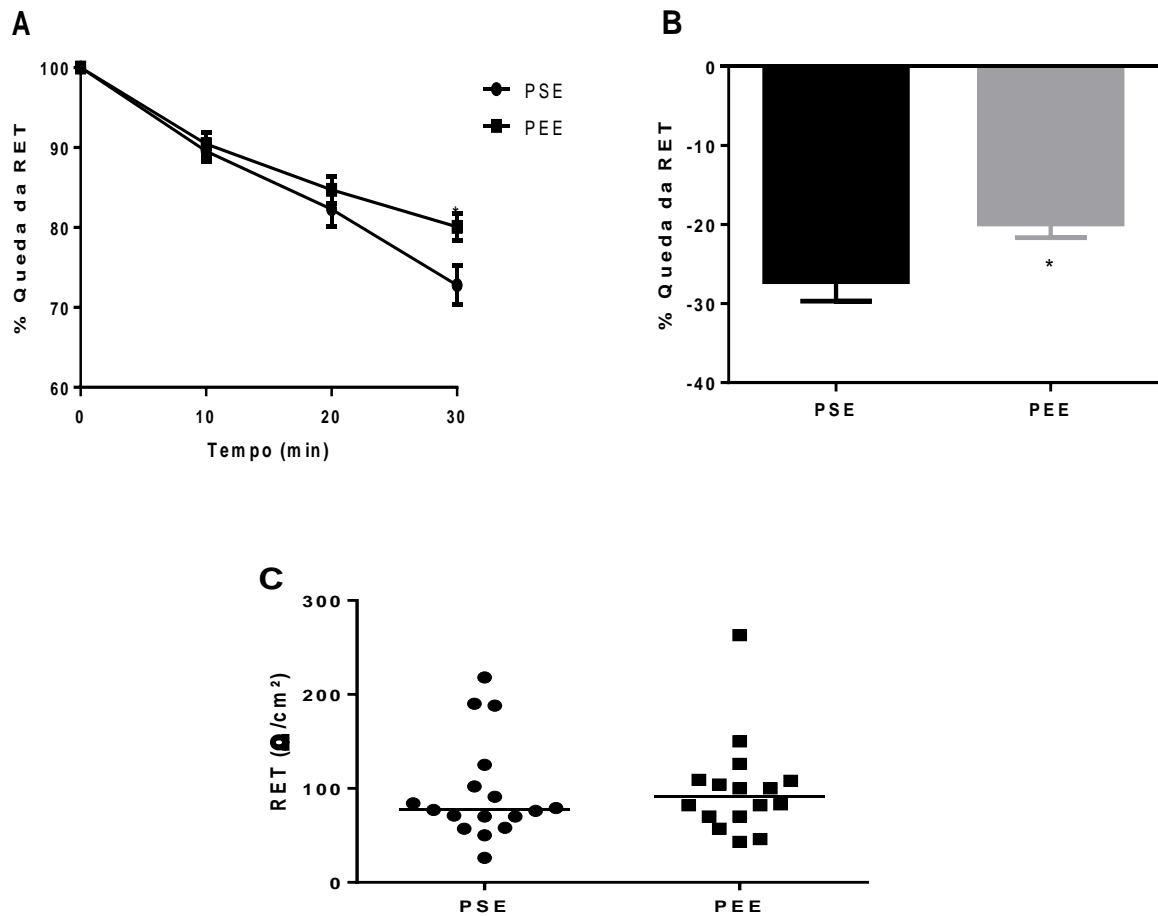 A
% Queda da RET
100
90
80
70
60
0 10 20 30
Tempo (min)
PSE
PEE
*
B
% Queda da RET
0
-10
-20
-30
-40
*
PSE PEE
C
RET (Ω/cm²)
300
200
100
0
PSE PEE